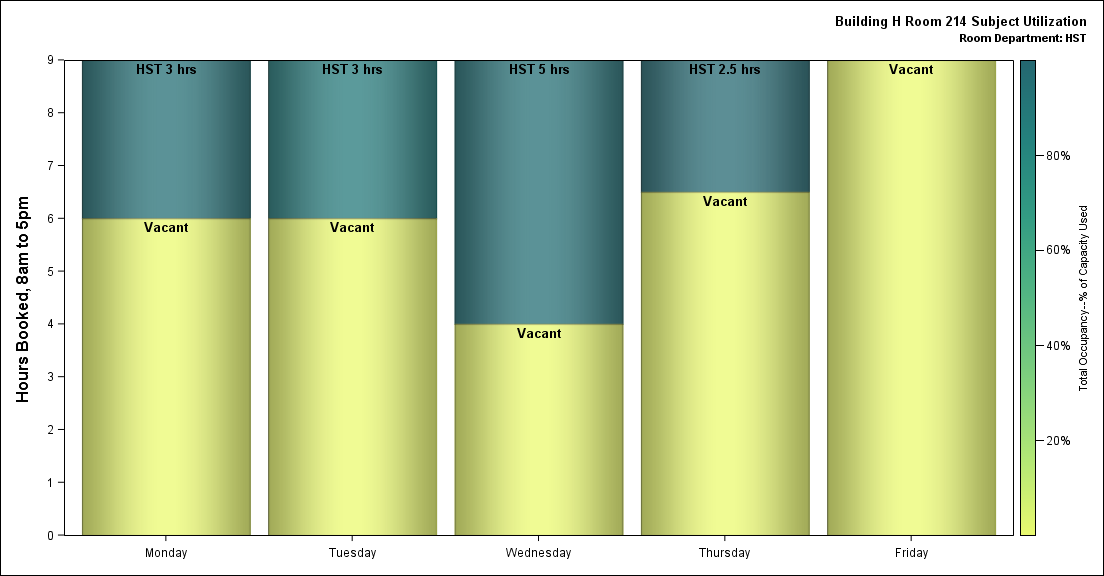 Building H Room 214 Subject Utilization
Room Department: HST
Hours Booked, 8am to 5pm
9
8
7
6
5
4
3
2
1
0
HST 3 hrs
Vacant
HST 3 hrs
Vacant
HST 5 hrs
Vacant
HST 2.5 hrs
Vacant
Vacant
Monday
Tuesday
Wednesday
Thursday
Friday
80%
60%
40%
20%
Total Occupancy--% of Capacity Used